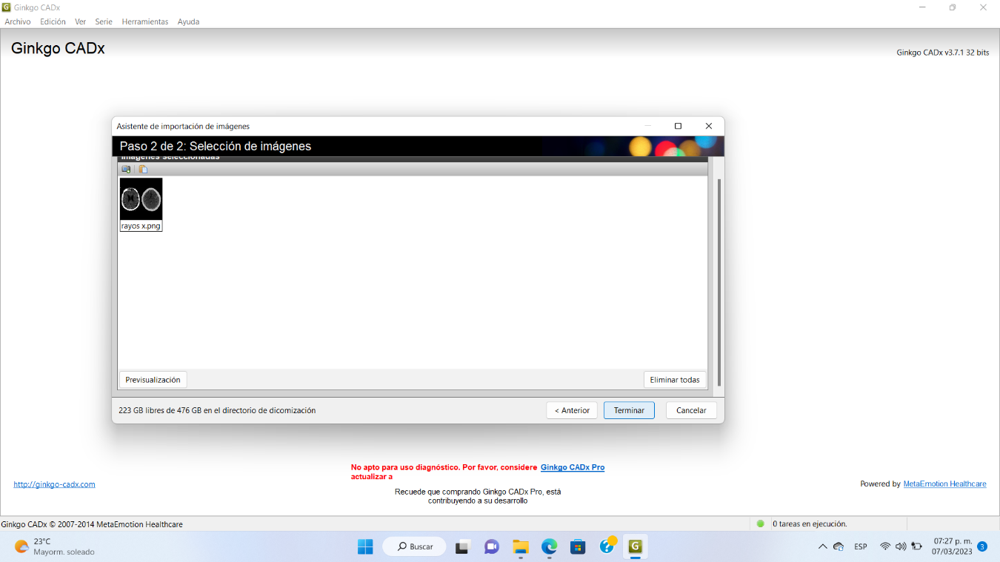 Ginkgo CADx
Archivo Edición Ver Serie Herramientas Ayuda
Ginkgo CADx
Ginkgo CADx v3.7.1 32 bits
Asistente de importación de imágenes
Paso 2 de 2: Selección de imágenes
Imágenes seleccionadas
rayos x.png
Previsualización
Eliminar todas
223 GB libres de 476 GB en el directorio de dicomización
< Anterior
Terminar
Cancelar
No apto para uso diagnóstico. Por favor, considere Ginkgo CADx Pro
actualizar a
http://ginkgo-cadx.com
Powered by MetaEmotion Healthcare
Recuede que comprando Ginkgo CADx Pro, está
contribuyendo a su desarrollo
Ginkgo CADx © 2007-2014 MetaEmotion Healthcare
0 tareas en ejecución.
23°C
Mayorm. soleado
Buscar
ESP
07:27 p. m.
07/03/2023
3